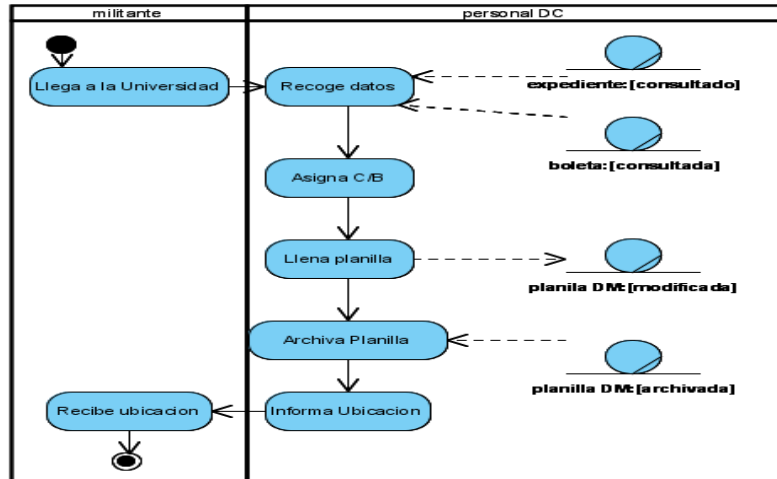 militante
personal DC
Llega a la Universidad
Recoge datos
expediente:[consultado]
boleta:[consultada]
Asigna C/B
Llena planilla
planila DM:[modificada]
Archiva Planilla
planilla DM:[archivada]
Recibe ubicacion
Informa Ubicacion